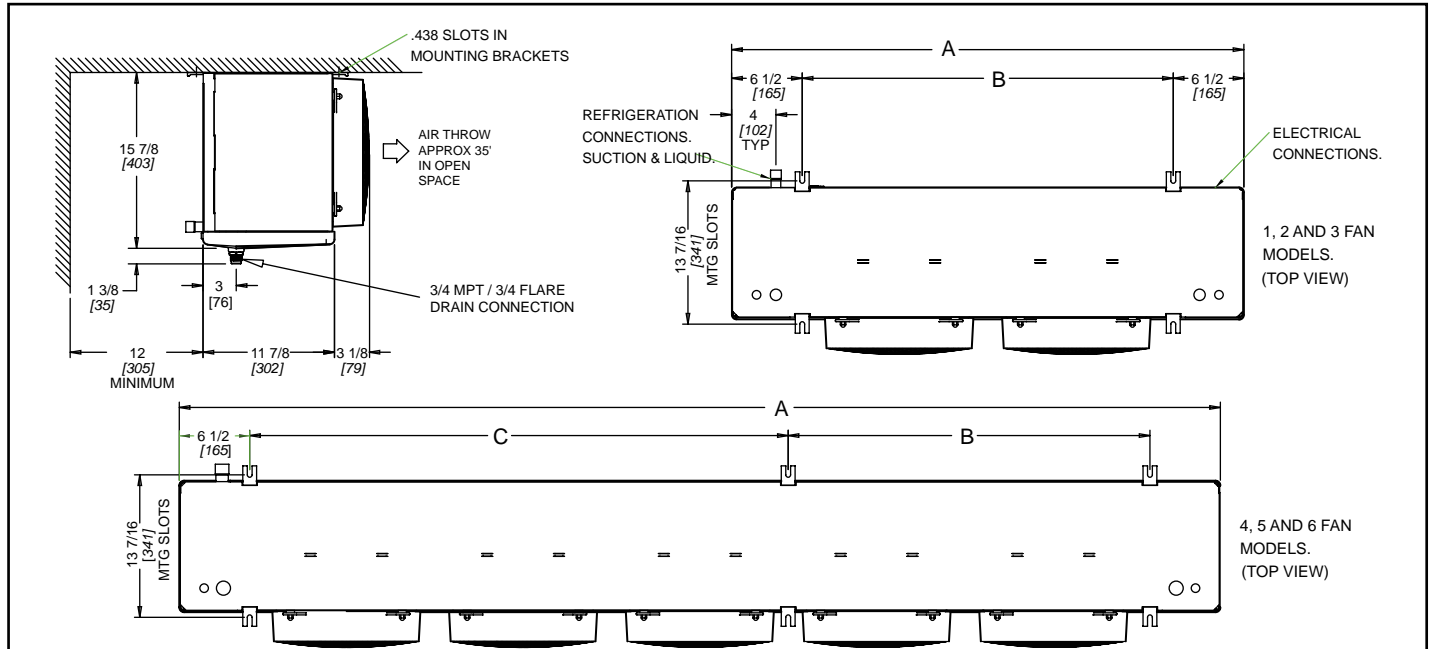 .438 SLOTS IN
MOUNTING BRACKETS
15 7/8
[403]
AIR THROW
APPROX 35'
IN OPEN
SPACE
1 3/8
[35]
3
[76]
3/4 MPT / 3/4 FLARE
DRAIN CONNECTION
12
[305]
MINIMUM
11 7/8
[302]
3 1/8
[79]
A
6 1/2
[165]
B
6 1/2
[165]
REFRIGERATION
CONNECTIONS.
SUCTION & LIQUID.
4
[102]
TYP
ELECTRICAL
CONNECTIONS.
13 7/16
[341]
MTG SLOTS
1, 2 AND 3 FAN
MODELS.
(TOP VIEW)
A
6 1/2
[165]
C
B
13 7/16
[341]
MTG SLOTS
4, 5 AND 6 FAN
MODELS.
(TOP VIEW)